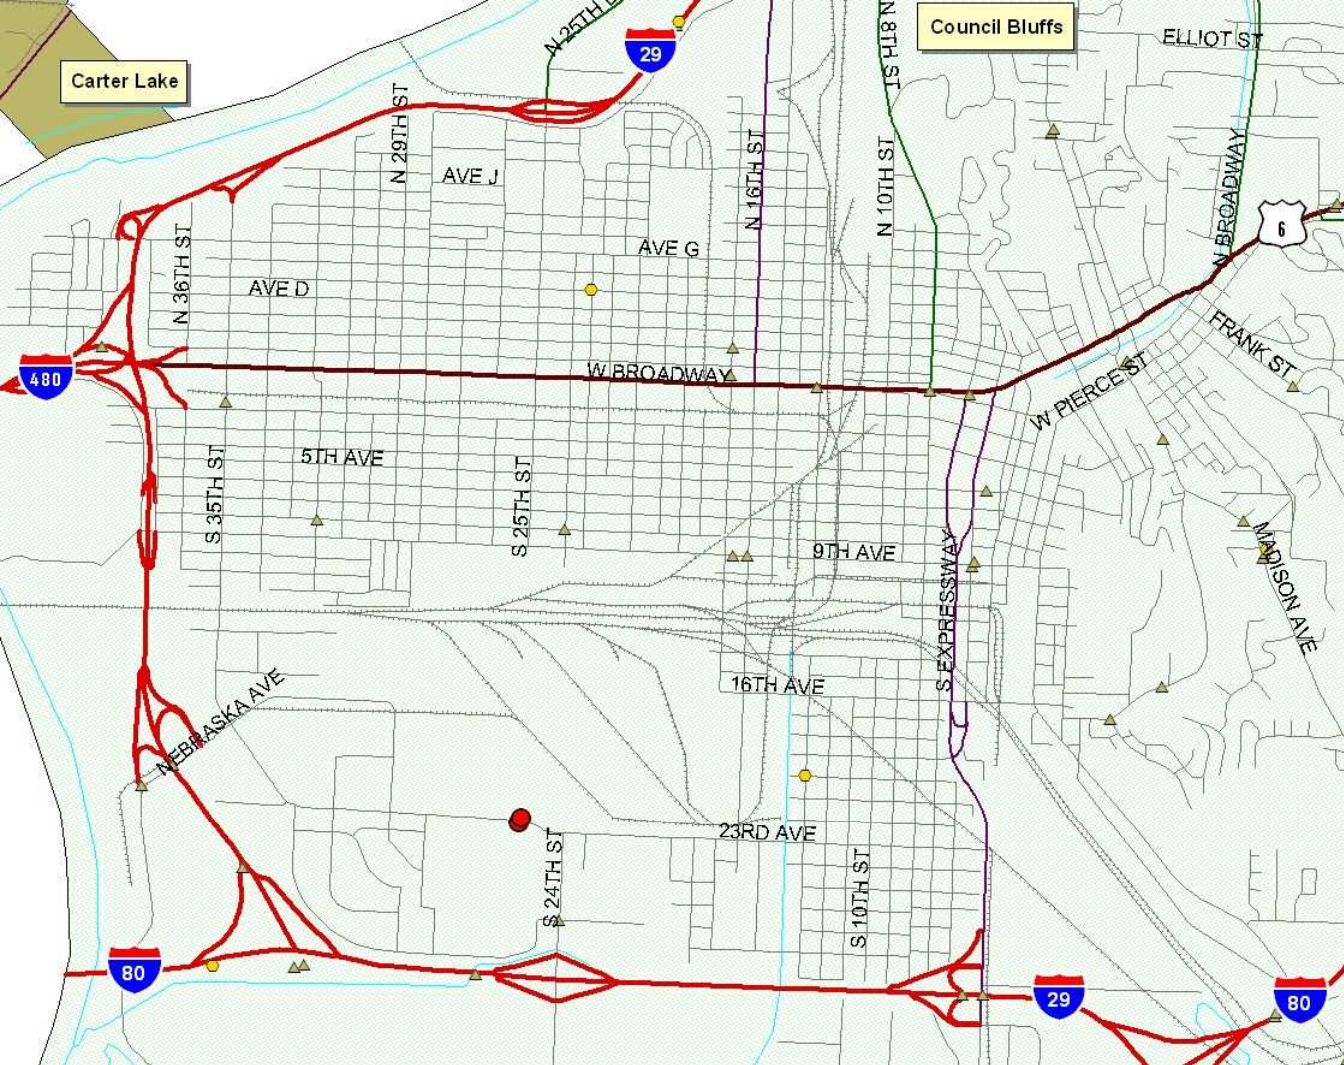 N 25TH
Council Bluffs
29
N 8TH ST
ELLIOT ST
Carter Lake
N 29TH ST
AVE J
N 16TH ST
N 10TH ST
N BROADWAY
6
AVE G
N 36TH ST
AVE D
FRANK ST
480
W BROADWAY
W PIERCE ST
5TH AVE
S 35TH ST
S 25TH ST
9TH AVE
S EXPRESSWAY
MADISON AVE
16TH AVE
NEBRASKA AVE
23RD AVE
S 24TH ST
S 10TH ST
80
29
80